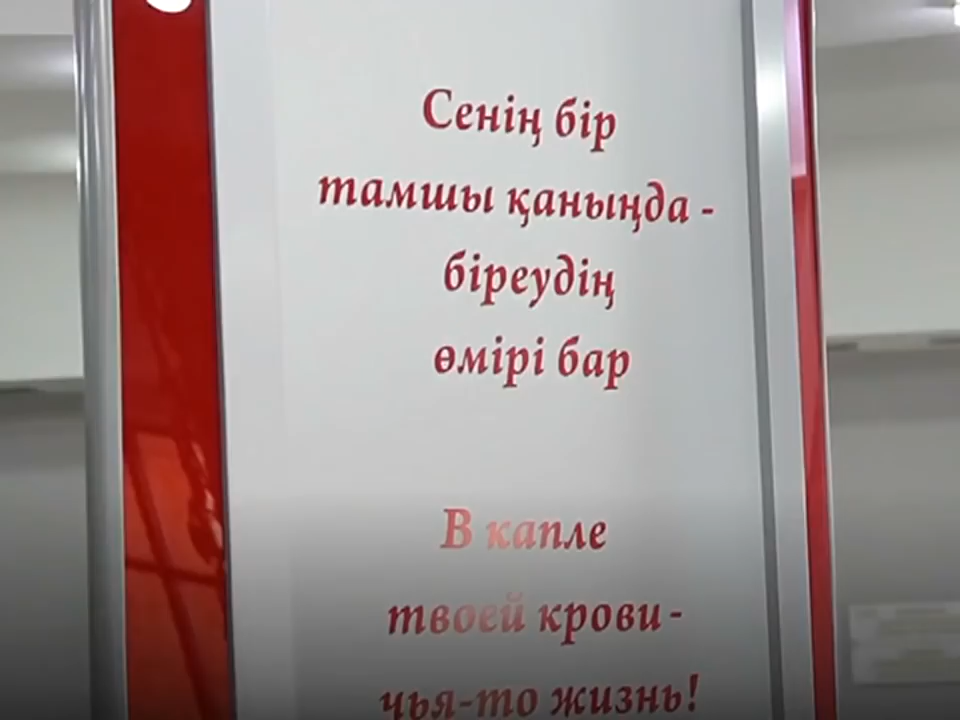 Сенің бір
тамшы қаныңда -
біреудің
өмірі бар
В капле
твоей крови -
чья-то жизнь!